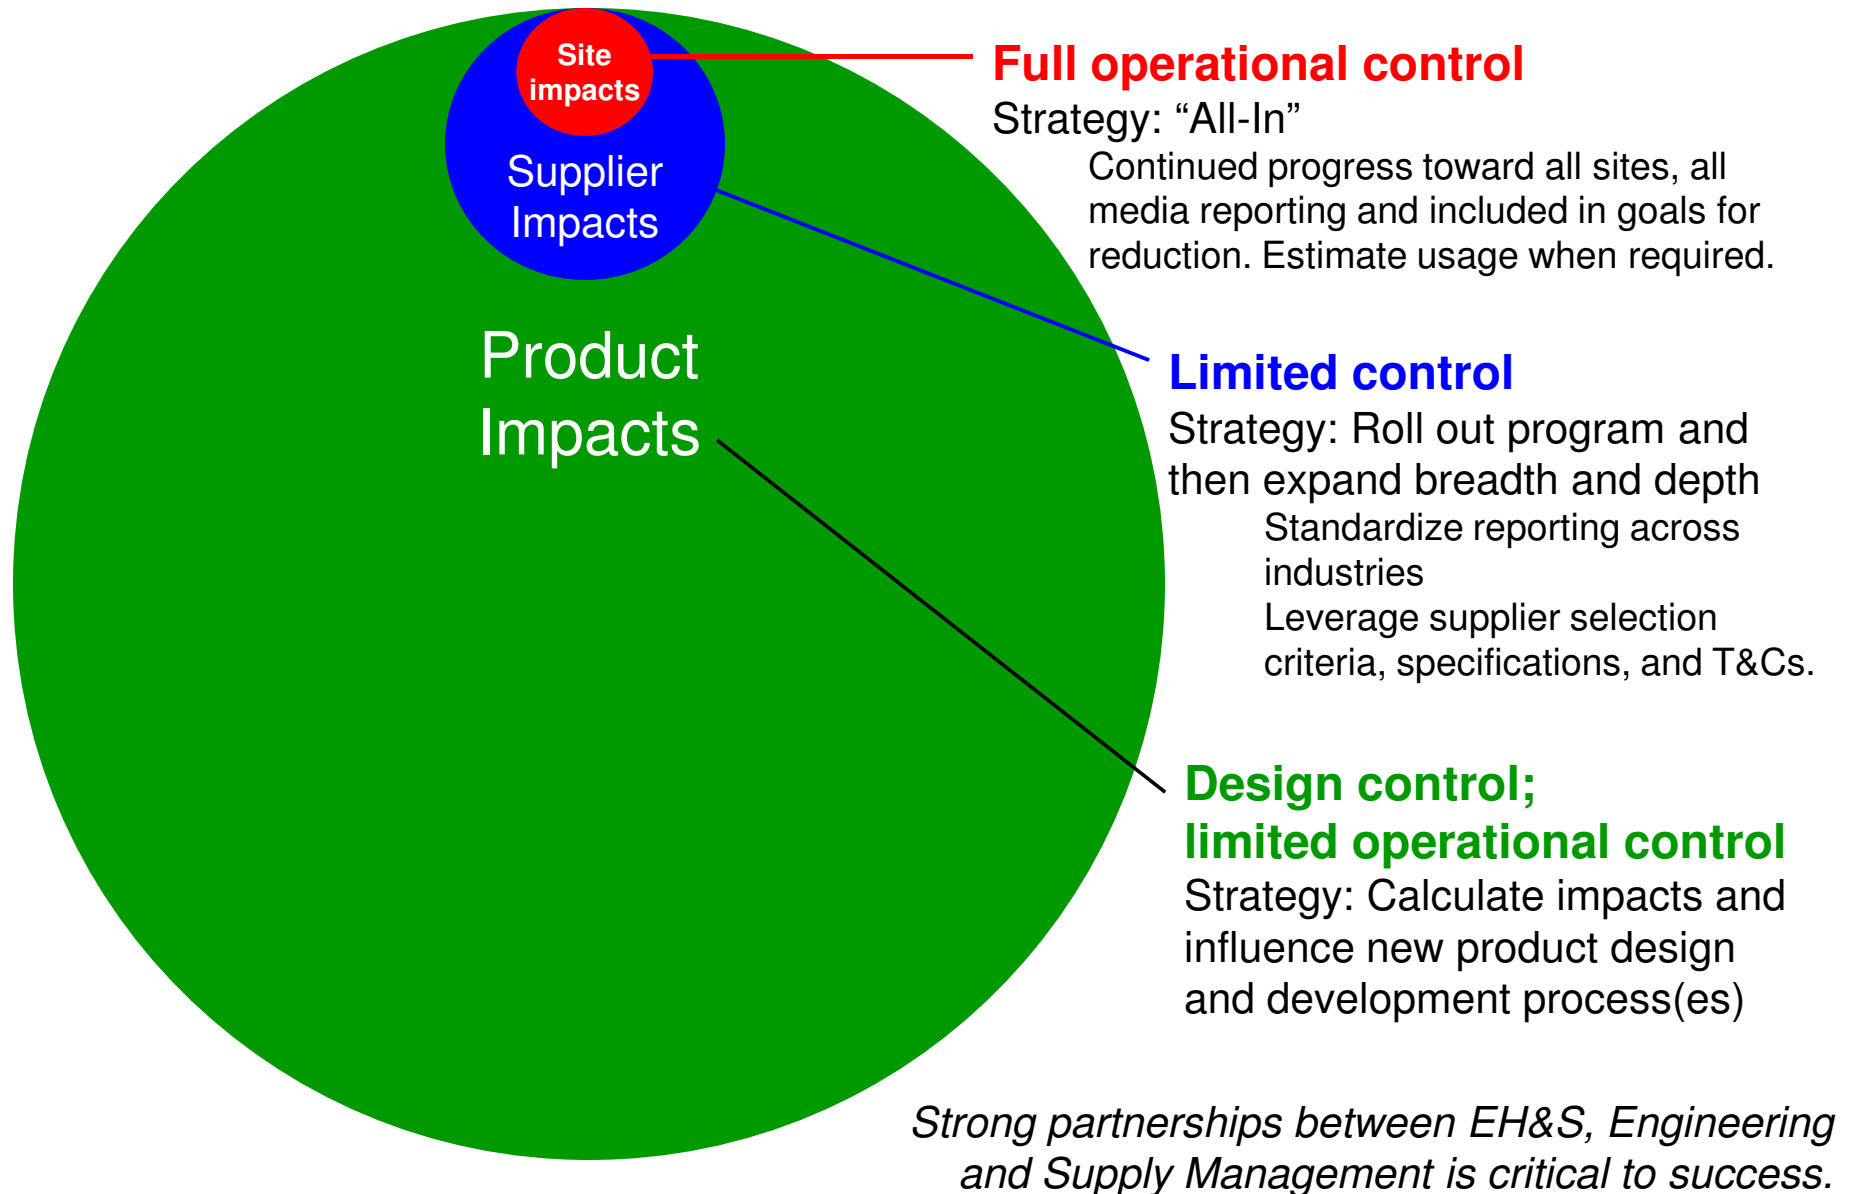 Site
impacts
Supplier
Impacts
Product
Impacts
Full operational control
Strategy: “All-In”
Continued progress toward all sites, all
media reporting and included in goals for
reduction. Estimate usage when required.
Limited control
Strategy: Roll out program and
then expand breadth and depth
Standardize reporting across
industries
Leverage supplier selection
criteria, specifications, and T&Cs.
Design control;
limited operational control
Strategy: Calculate impacts and
influence new product design
and development process(es)
Strong partnerships between EH&S, Engineering
and Supply Management is critical to success.